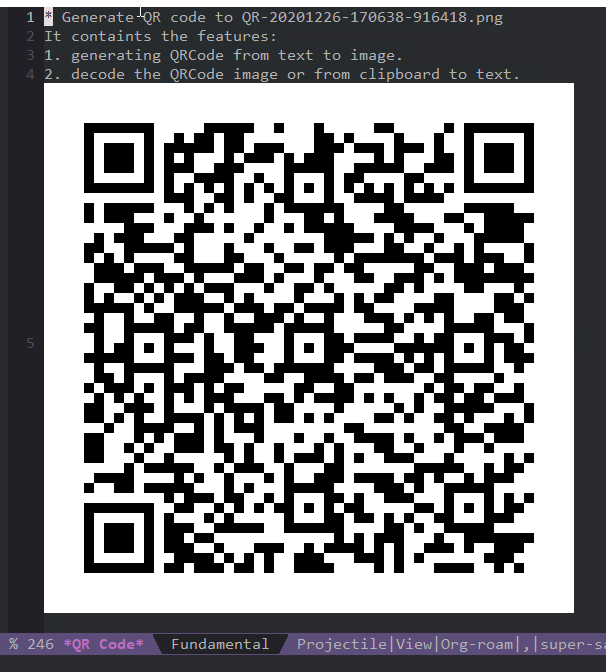 1 * Generate QR code to QR-20201226-170638-916418.png
2 It containts the features:
3 1. generating QRCode from text to image.
4 2. decode the QRCode image or from clipboard to text.
5
% 246 *QR Code* Fundamental Projectile|View|Org-roam|,|super-sa